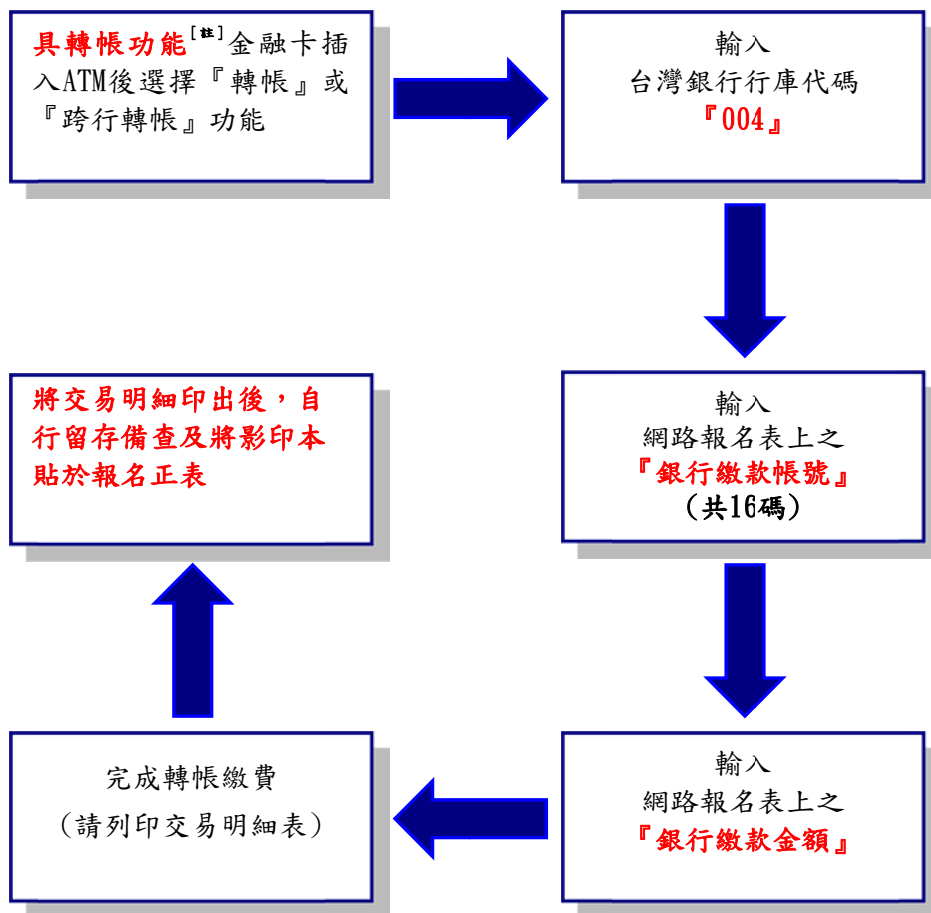 具轉帳功能[註]金融卡插
入ATM後選擇『轉帳』或
『跨行轉帳』功能
輸入
台灣銀行行庫代碼
『004』
輸入
網路報名表上之
『銀行繳款帳號』
(共16碼)
輸入
網路報名表上之
『銀行繳款金額』
完成轉帳繳費
(請列印交易明細表)
將交易明細印出後，自
行留存備查及將影印本
貼於報名正表